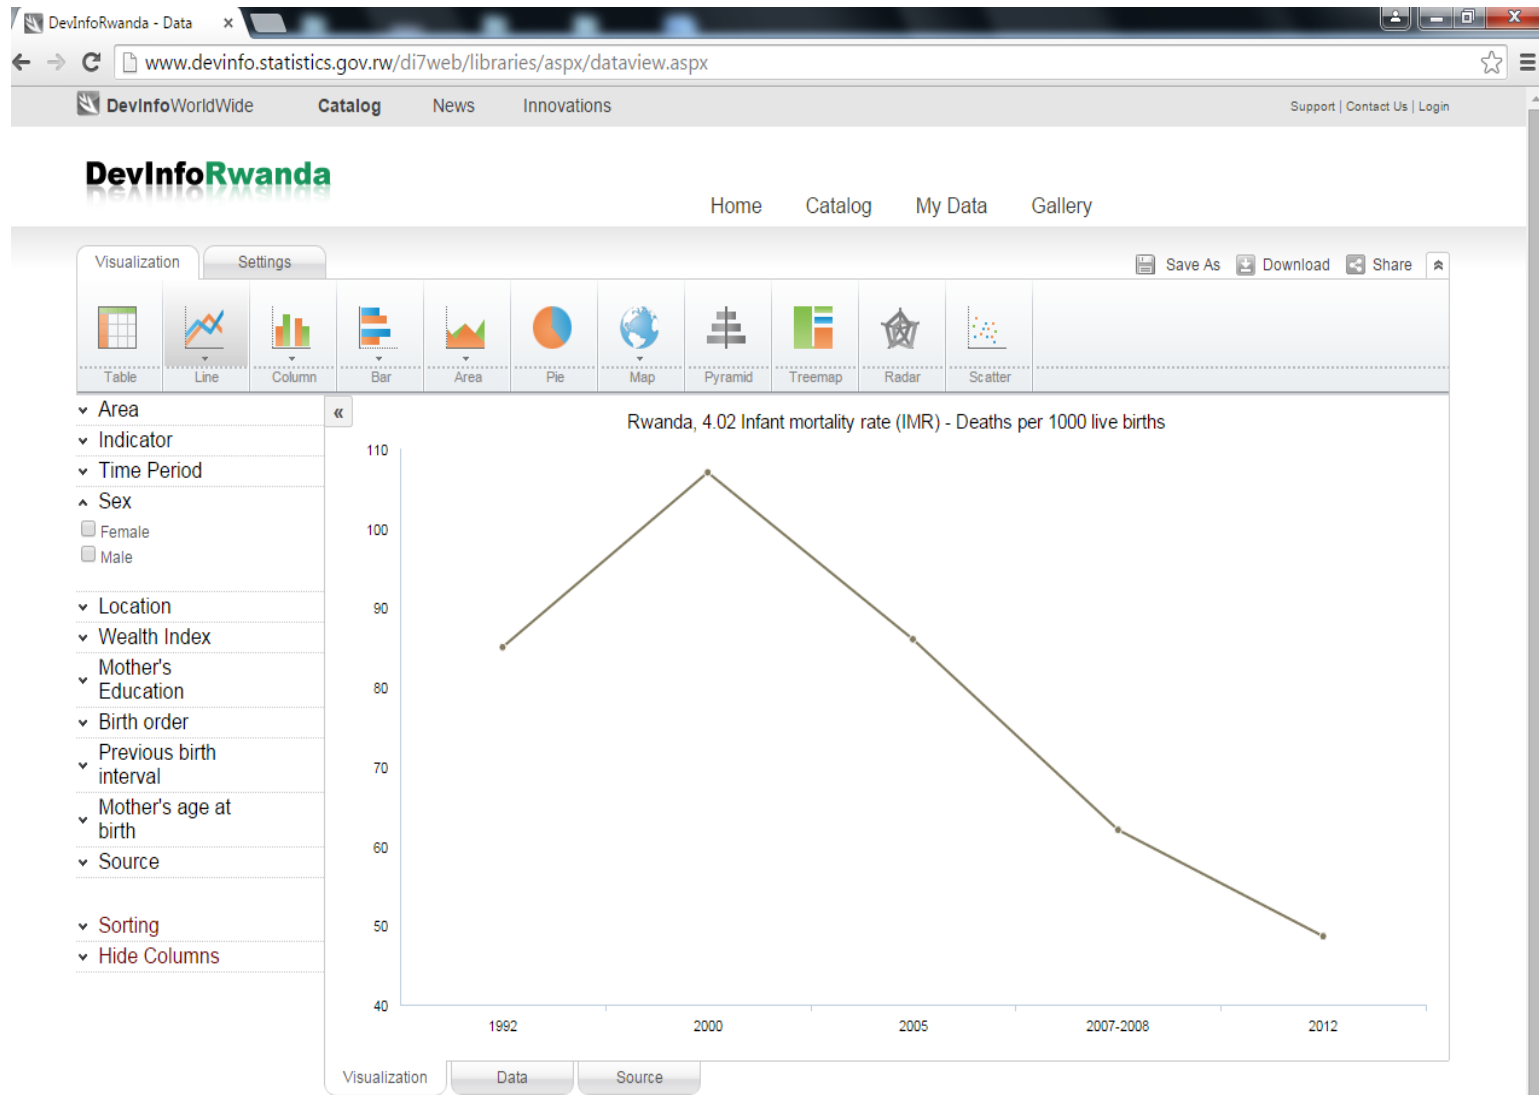 DevInfoRwanda - Data
www.devinfo.statistics.gov.rw/di7web/libraries/aspx/dataview.aspx
DevInfoWorldWide Catalog News Innovations Support | Contact Us | Login
DevInfoRwanda
Home Catalog My Data Gallery
Visualization Settings Save As Download Share
Table Line Column Bar Area Pie Map Pyramid Treemap Radar Scatter
Area
Indicator
Time Period
Sex
Female
Male
Location
Wealth Index
Mother's
Education
Birth order
Previous birth
interval
Mother's age at
birth
Source
Sorting
Hide Columns
«
Rwanda, 4.02 Infant mortality rate (IMR) - Deaths per 1000 live births
110
100
90
80
70
60
50
40
1992 2000 2005 2007-2008 2012
Visualization Data Source